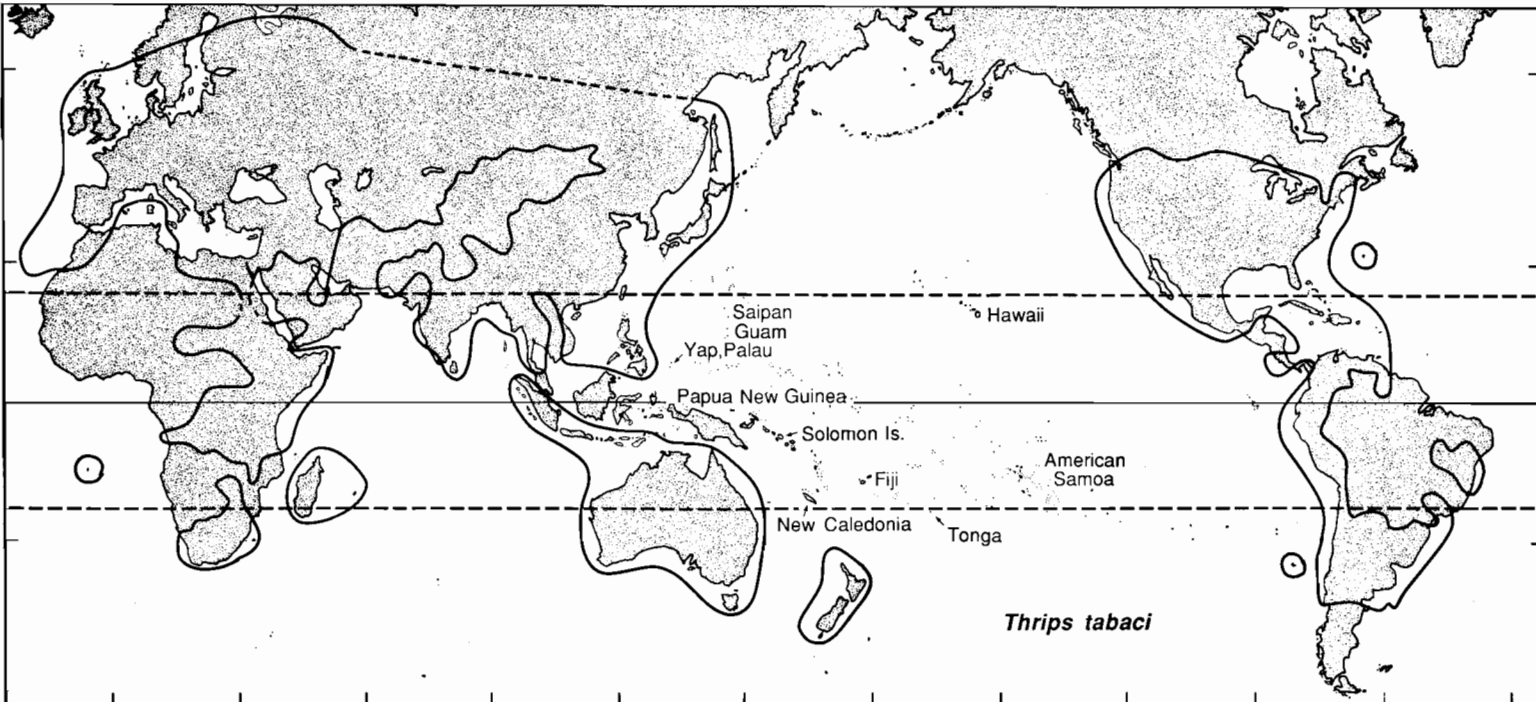 Saipan
Guam
Hawaii
Yap,Palau
Papua New Guinea
Solomon Is.
American
Samoa
Fiji
New Caledonia
Tonga
Thrips tabaci